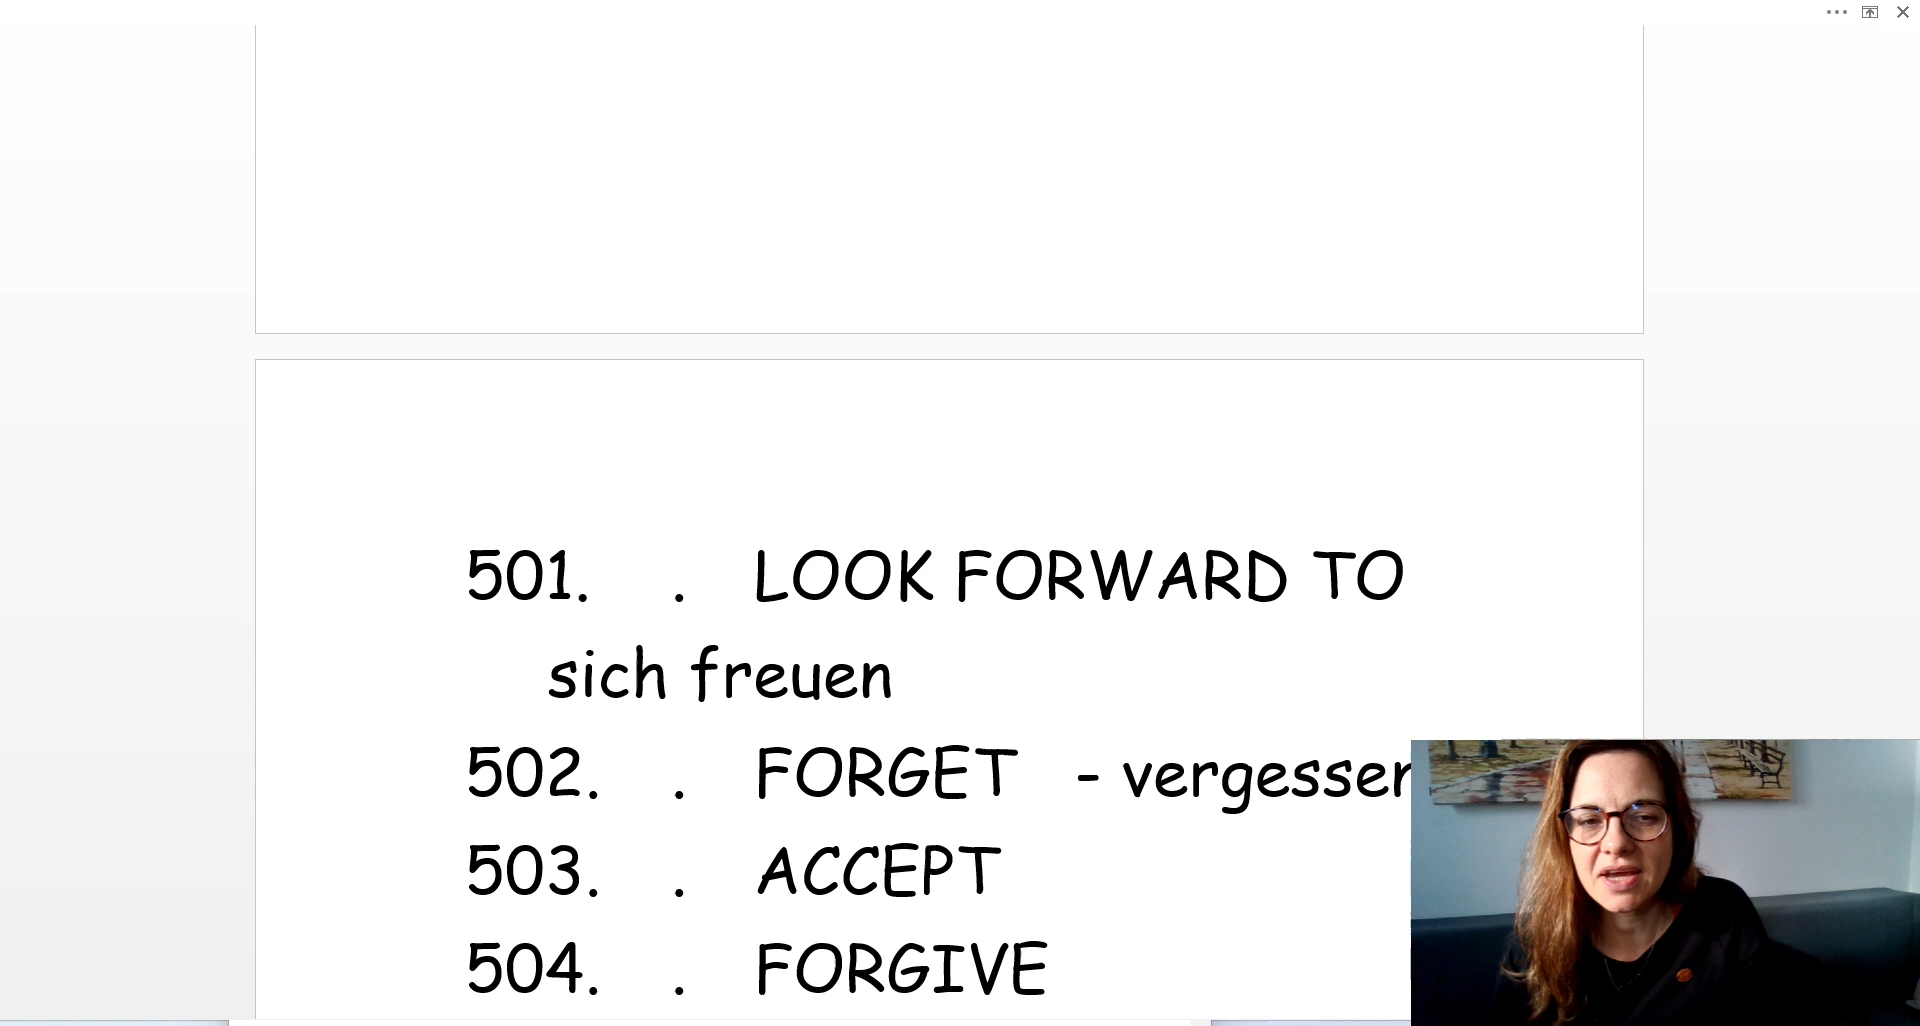 501. . LOOK FORWARD TO
sich freuen
502. . FORGET - vergessen
503. . ACCEPT
504. . FORGIVE